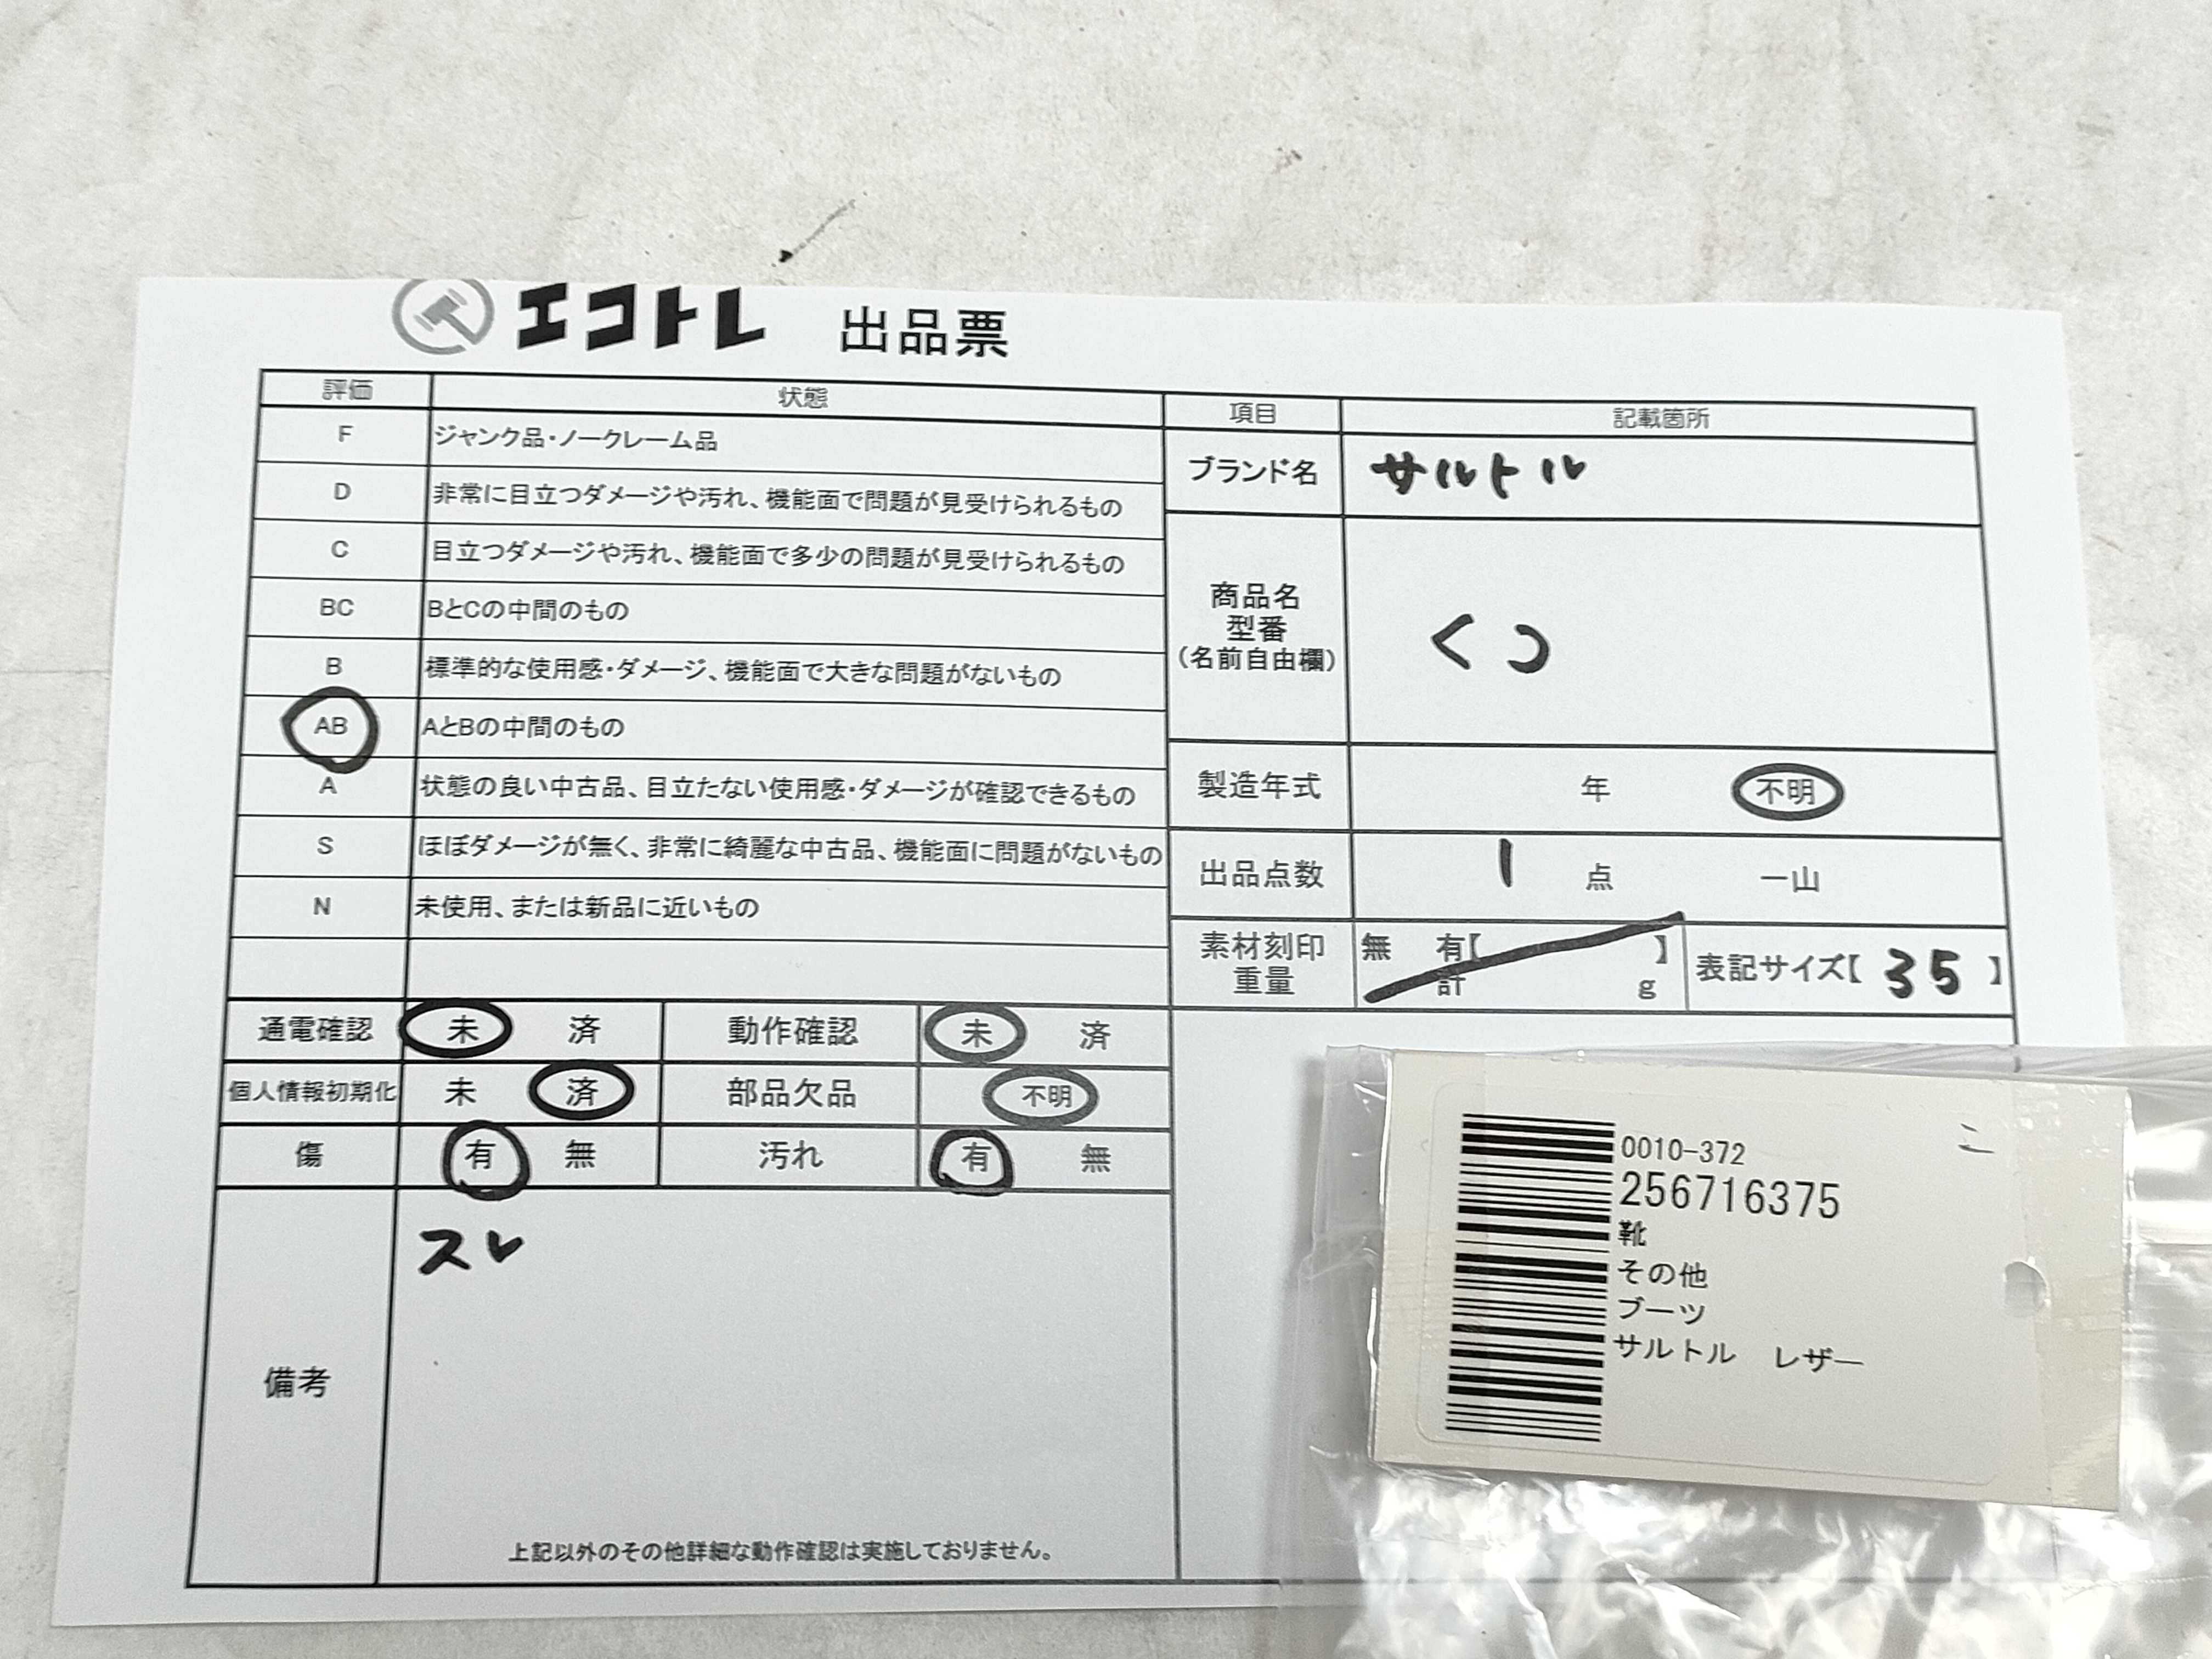 エコトレ 出品票
評価 状態
F ジャンク品・ノークレーム品
D 非常に目立つダメージや汚れ、機能面で問題が見受けられるもの
C 目立つダメージや汚れ、機能面で多少の問題が見受けられるもの
BC BとCの中間のもの
B 標準的な使用感・ダメージ、機能面で大きな問題がないもの
AB AとBの中間のもの
A 状態の良い中古品、目立たない使用感・ダメージが確認できるもの
S ほぼダメージが無く、非常に綺麗な中古品、機能面に問題がないもの
N 未使用、または新品に近いもの
項目 記載箇所
ブランド名 サルトル
商品名
型番
（名前自由欄）
くつ
製造年式 年 不明
出品点数 1 点 一山
素材刻印 無 有【 】
重量 計 g
表記サイズ【 35 】
通電確認 未 済 動作確認 未 済
個人情報初期化 未 済 部品欠品 不明
傷 有 無 汚れ 有 無
備考
スレ
上記以外のその他詳細な動作確認は実施しておりません。
0010-372
256716375
靴
その他
ブーツ
サルトル レザー